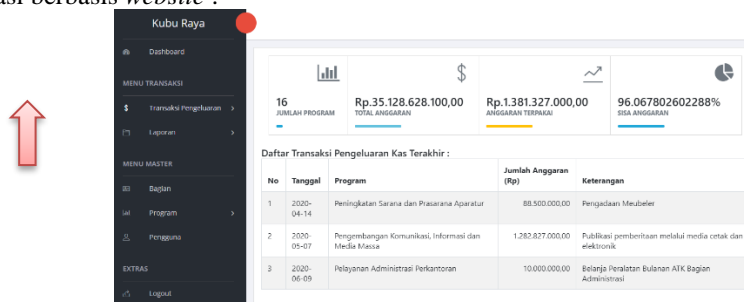 asi berbasis website .
Kubu Raya
Dashboard
MENU TRANSAKSI
$ Transaksi Pengeluaran >
Laporan >
MENU MASTER
Bagian
Program >
Pengguna
EXTRAS
Logout
16
JUMLAH PROGRAM
$
Rp.35.128.628.100,00
TOTAL ANGGARAN
Rp.1.381.327.000,00
ANGGARAN TERPAKAI
96.067802602288%
SISA ANGGARAN
Daftar Transaksi Pengeluaran Kas Terakhir :
No Tanggal Program Jumlah Anggaran (Rp) Keterangan
1 2020-04-14 Peningkatan Sarana dan Prasarana Aparatur 88.500.000,00 Pengadaan Meubeler
2 2020-05-07 Pengembangan Komunikasi, Informasi dan Media Massa 1.282.827.000,00 Publikasi pemberitaan melalui media cetak dan elektronik
3 2020-06-09 Pelayanan Administrasi Perkantoran 10.000.000,00 Belanja Peralatan Bulanan ATK Bagian Administrasi